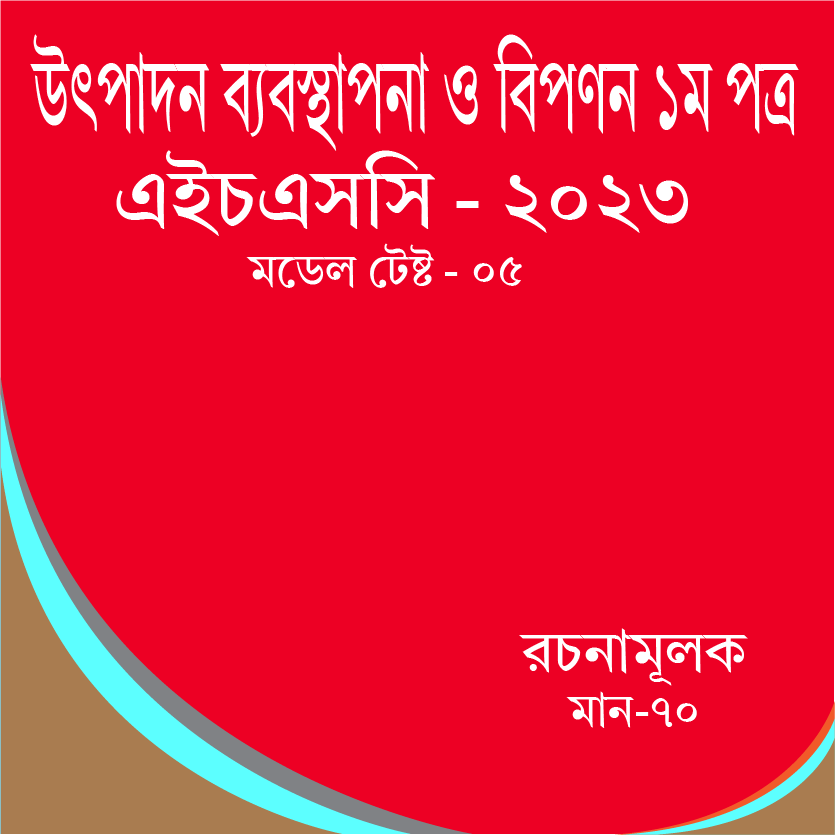 উৎপাদন ব্যবস্থাপনা ও বিপণন ১ম পত্র
এইচএসসি - ২০২৩
মডেল টেষ্ট - ০৫
রচনামূলক
মান-৭০